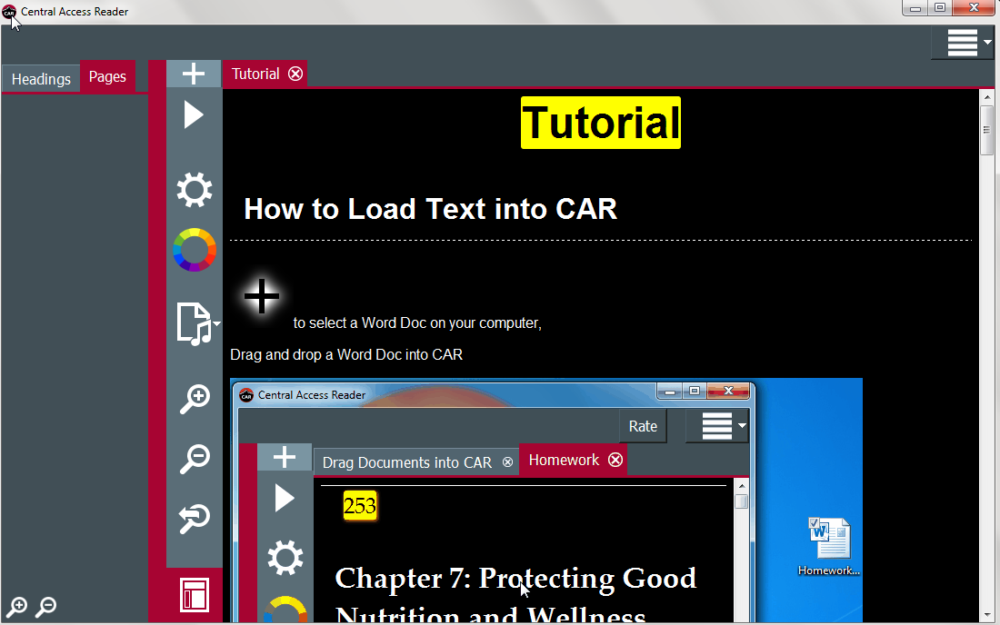 Central Access Reader
Headings
Pages
Tutorial
Tutorial
How to Load Text into CAR
to select a Word Doc on your computer,
Drag and drop a Word Doc into CAR
CAR
Central Access Reader
Rate
Drag Documents into CAR
Homework
253
Chapter 7: Protecting Good
Nutrition and Wellness
W
Homework...